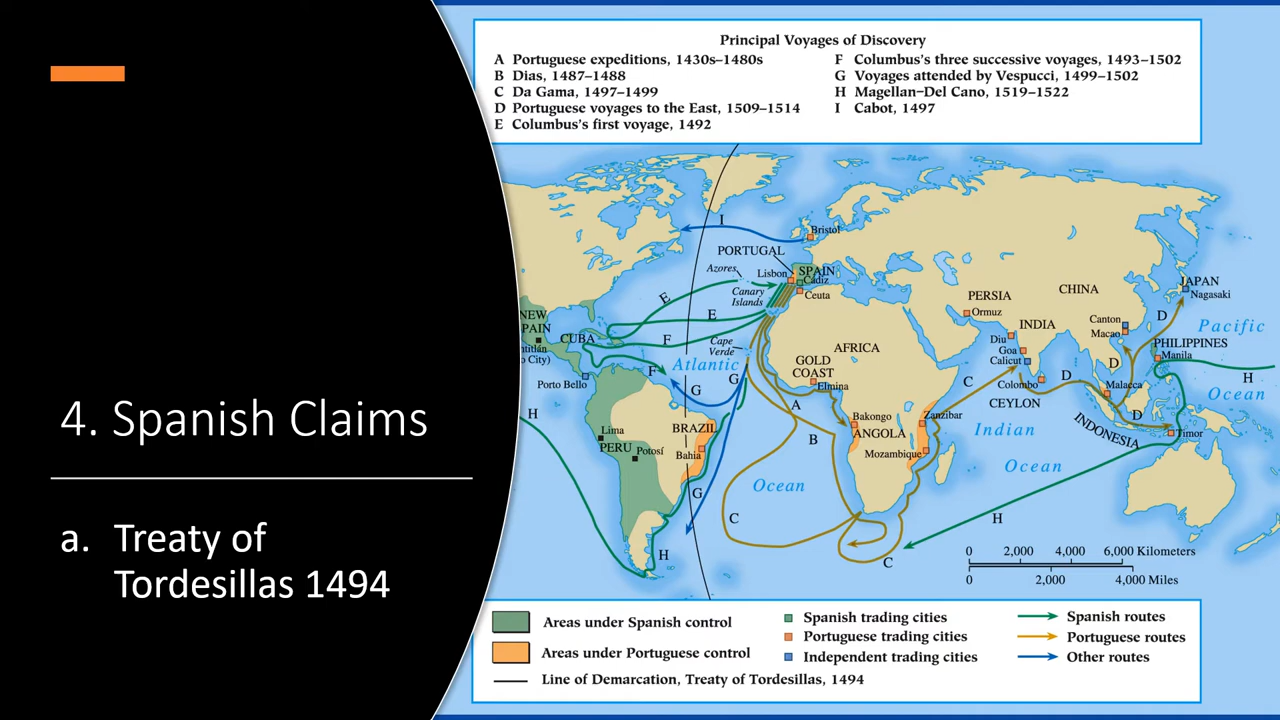 4. Spanish Claims
a. Treaty of
Tordesillas 1494
Principal Voyages of Discovery
A Portuguese expeditions, 1430s–1480s
B Dias, 1487–1488
C Da Gama, 1497–1499
D Portuguese voyages to the East, 1509–1514
E Columbus's first voyage, 1492
F Columbus's three successive voyages, 1493–1502
G Voyages attended by Vespucci, 1499–1502
H Magellan–Del Cano, 1519–1522
I Cabot, 1497
I
Bristol
PORTUGAL
Azores
Lisbon
SPAIN
Cádiz
Canary
Islands
Ceuta
E
E
F
F
NEW
PAIN
CUBA
ntitlán
o City)
Porto Bello
Cape
Verde
Atlantic
G
G
H
Lima
PERU
Potosí
BRAZIL
Bahia
G
H
Ocean
AFRICA
GOLD
COAST
Elmina
A
B
C
Bakongo
ANGOLA
Zanzibar
Mozambique
C
C
PERSIA
Ormuz
CHINA
INDIA
Diu
Goa
Calicut
Colombo
CEYLON
D
Canton
Macao
D
D
JAPAN
Nagasaki
Pacific
PHILIPPINES
Manila
H
Ocean
Malacca
D
INDONESIA
Timor
Indian
Ocean
H
0 2,000 4,000 6,000 Kilometers
0 2,000 4,000 Miles
Areas under Spanish control
Areas under Portuguese control
Line of Demarcation, Treaty of Tordesillas, 1494
Spanish trading cities
Portuguese trading cities
Independent trading cities
Spanish routes
Portuguese routes
Other routes